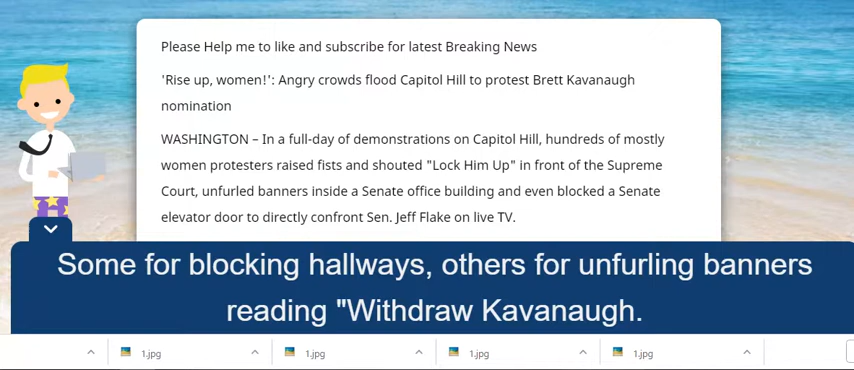 Please Help me to like and subscribe for latest Breaking News
'Rise up, women!': Angry crowds flood Capitol Hill to protest Brett Kavanaugh
nomination
WASHINGTON – In a full-day of demonstrations on Capitol Hill, hundreds of mostly
women protesters raised fists and shouted "Lock Him Up" in front of the Supreme
Court, unfurled banners inside a Senate office building and even blocked a Senate
elevator door to directly confront Sen. Jeff Flake on live TV.
Some for blocking hallways, others for unfurling banners
reading "Withdraw Kavanaugh.
1.jpg 1.jpg 1.jpg 1.jpg